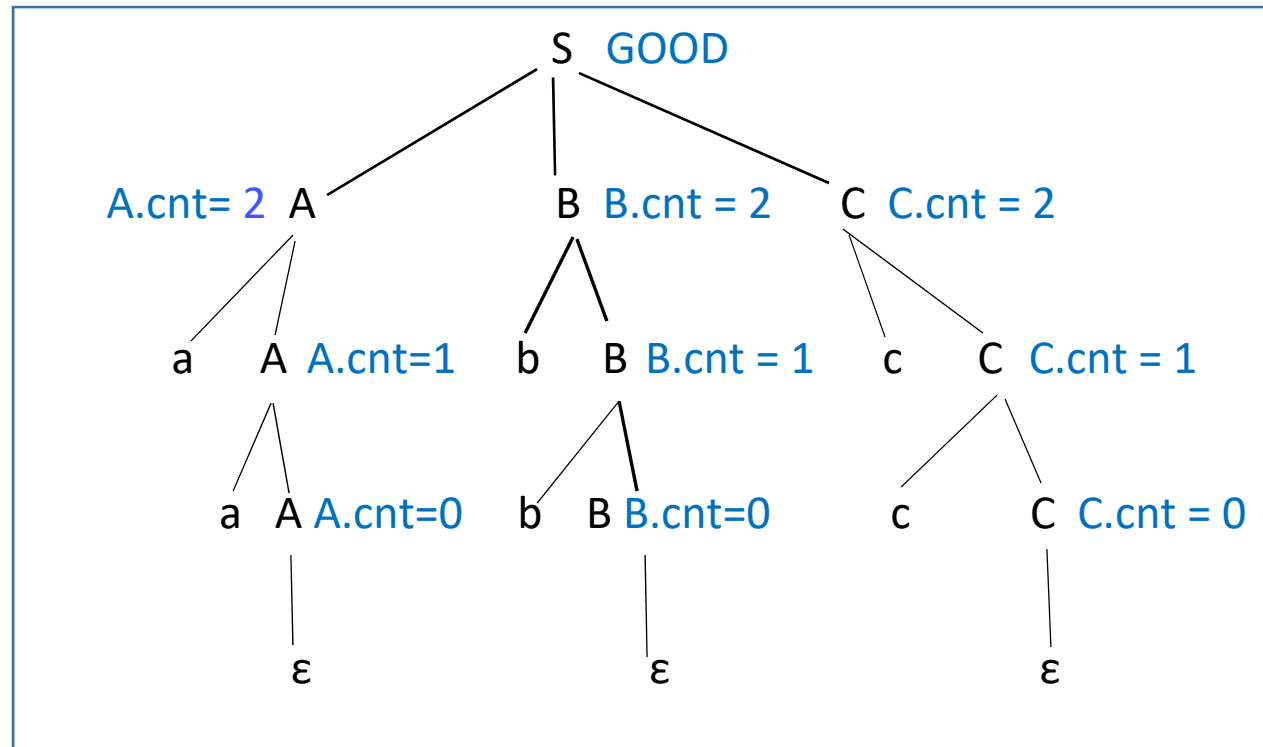 S GOOD
A.cnt= 2 A B B.cnt = 2 C C.cnt = 2
a A A.cnt=1 b B B.cnt = 1 c C C.cnt = 1
a A A.cnt=0 b B B.cnt=0 c C C.cnt = 0
ε ε ε